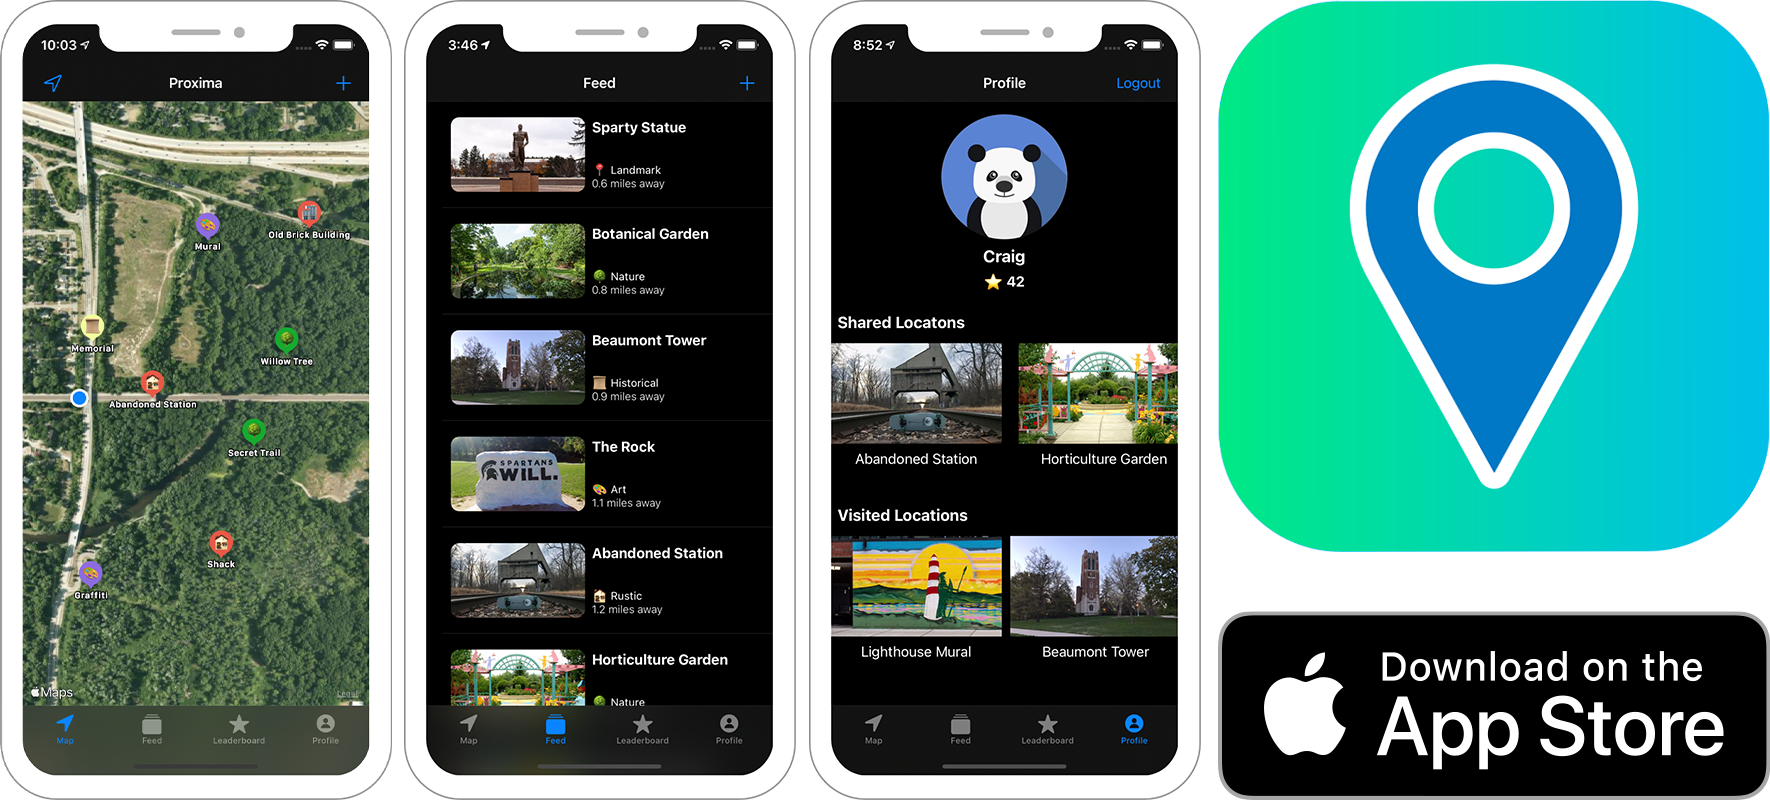 10:03
Proxima
Mural
Old Brick Building
Memorial
Willow Tree
Abandoned Station
Secret Trail
Shack
Graffiti
Maps
Legal
Map
Feed
Leaderboard
Profile
3:46
Feed
Sparty Statue
Landmark
0.6 miles away
Botanical Garden
Nature
0.8 miles away
Beaumont Tower
Historical
0.9 miles away
The Rock
SPARTANS
WILL.
Art
1.1 miles away
Abandoned Station
Rustic
1.2 miles away
Horticulture Garden
Nature
Map
Feed
Leaderboard
Profile
8:52
Profile
Logout
Craig
42
Shared Locatons
Abandoned Station
Horticulture Garden
Visited Locations
Lighthouse Mural
Beaumont Tower
Map
Feed
Leaderboard
Profile
Download on the
App Store